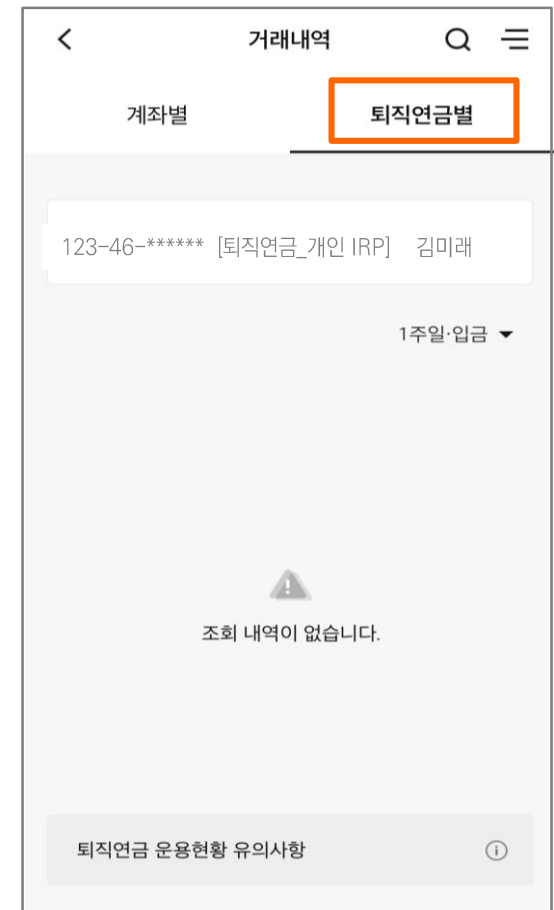 거래내역
계좌별 퇴직연금별
123-46-****** [퇴직연금_개인 IRP] 김미래
1주일·입금
조회 내역이 없습니다.
퇴직연금 운용현황 유의사항